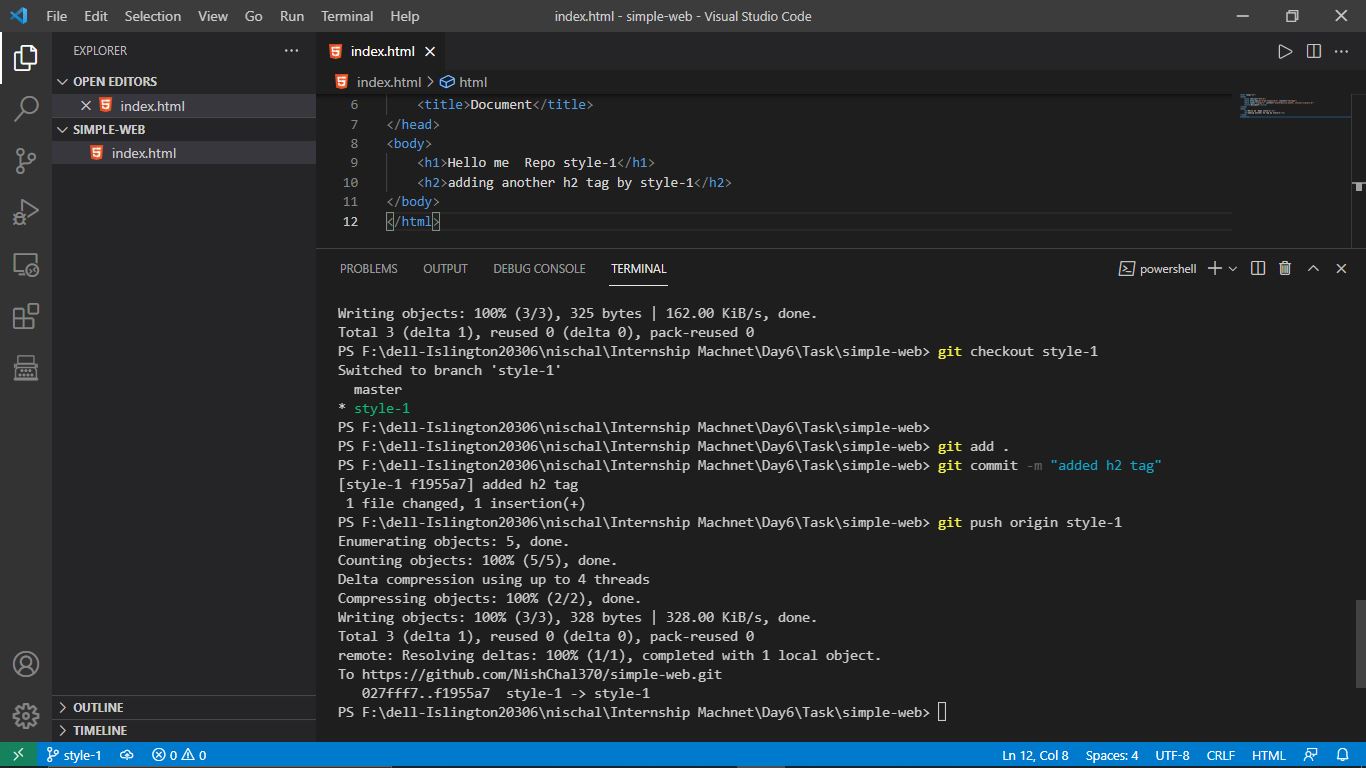 File Edit Selection View Go Run Terminal Help
index.html - simple-web - Visual Studio Code
EXPLORER
OPEN EDITORS
index.html
SIMPLE-WEB
index.html
OUTLINE
TIMELINE
index.html
index.html > html
6 <title>Document</title>
7 </head>
8 <body>
9 <h1>Hello me  Repo style-1</h1>
10 <h2>adding another h2 tag by style-1</h2>
11 </body>
12 </html>
PROBLEMS OUTPUT DEBUG CONSOLE TERMINAL
powershell
Writing objects: 100% (3/3), 325 bytes | 162.00 KiB/s, done.
Total 3 (delta 1), reused 0 (delta 0), pack-reused 0
PS F:\dell-Islington20306\nischal\Internship Machnet\Day6\Task\simple-web> git checkout style-1
Switched to branch 'style-1'
master
* style-1
PS F:\dell-Islington20306\nischal\Internship Machnet\Day6\Task\simple-web>
PS F:\dell-Islington20306\nischal\Internship Machnet\Day6\Task\simple-web> git add .
PS F:\dell-Islington20306\nischal\Internship Machnet\Day6\Task\simple-web> git commit -m "added h2 tag"
[style-1 f1955a7] added h2 tag
1 file changed, 1 insertion(+)
PS F:\dell-Islington20306\nischal\Internship Machnet\Day6\Task\simple-web> git push origin style-1
Enumerating objects: 5, done.
Counting objects: 100% (5/5), done.
Delta compression using up to 4 threads
Compressing objects: 100% (2/2), done.
Writing objects: 100% (3/3), 328 bytes | 328.00 KiB/s, done.
Total 3 (delta 1), reused 0 (delta 0), pack-reused 0
remote: Resolving deltas: 100% (1/1), completed with 1 local object.
To https://github.com/NishChal370/simple-web.git
027fff7..f1955a7  style-1 -> style-1
PS F:\dell-Islington20306\nischal\Internship Machnet\Day6\Task\simple-web>
style-1 0 0 Ln 12, Col 8 Spaces: 4 UTF-8 CRLF HTML